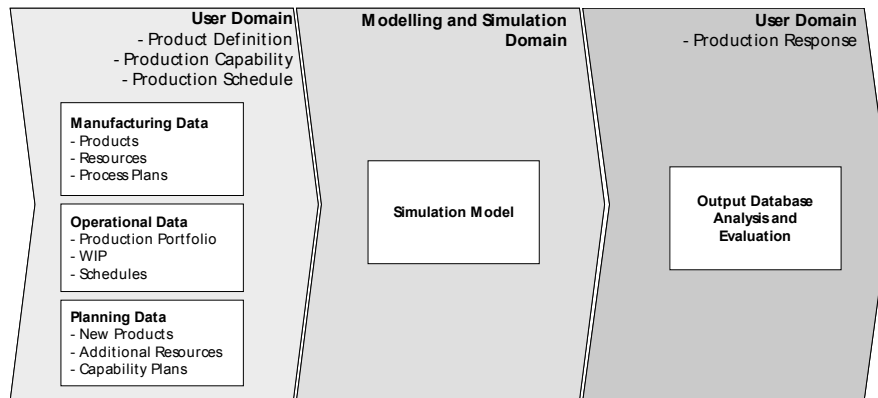 User Domain
- Product Definition
- Production Capability
- Production Schedule
Manufacturing Data
- Products
- Resources
- Process Plans
Operational Data
- Production Portfolio
- WIP
- Schedules
Planning Data
- New Products
- Additional Resources
- Capability Plans
Modelling and Simulation
Domain
Simulation Model
User Domain
- Production Response
Output Database
Analysis and
Evaluation